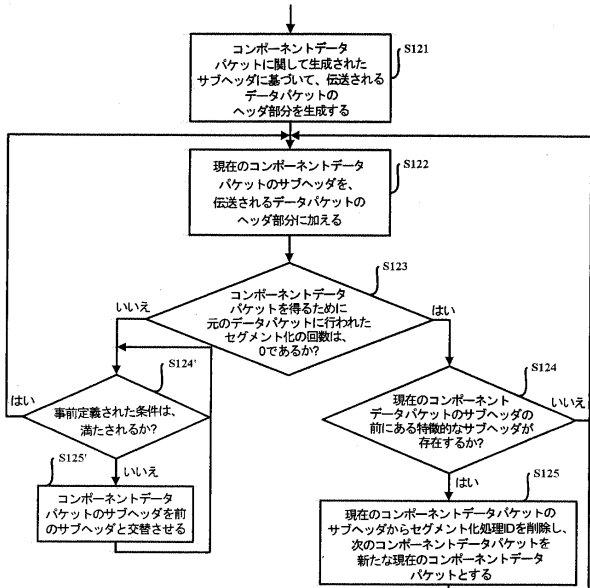 コンポーネントデータ
パケットに関して生成された
サブヘッダに基づいて、伝送される
データパケットの
ヘッダ部分を生成する
S121
現在のコンポーネントデータ
パケットのサブヘッダを、
伝送されるデータパケットの
ヘッダ部分に加える
S122
コンポーネントデータ
パケットを得るために
元のデータパケットに行われた
セグメント化の回数は、
0であるか?
S123
いいえ
はい
事前定義された条件は、
満たされるか?
S124'
はい
いいえ
現在のコンポーネント
データパケットのサブヘッダの
前にある特徴的なサブヘッダが
存在するか?
S124
いいえ
はい
コンポーネントデータ
パケットのサブヘッダを前
のサブヘッダと交替させる
S125'
現在のコンポーネントデータパケットの
サブヘッダからセグメント化処理IDを削除し、
次のコンポーネントデータパケットを
新たな現在のコンポーネントデータ
パケットとする
S125